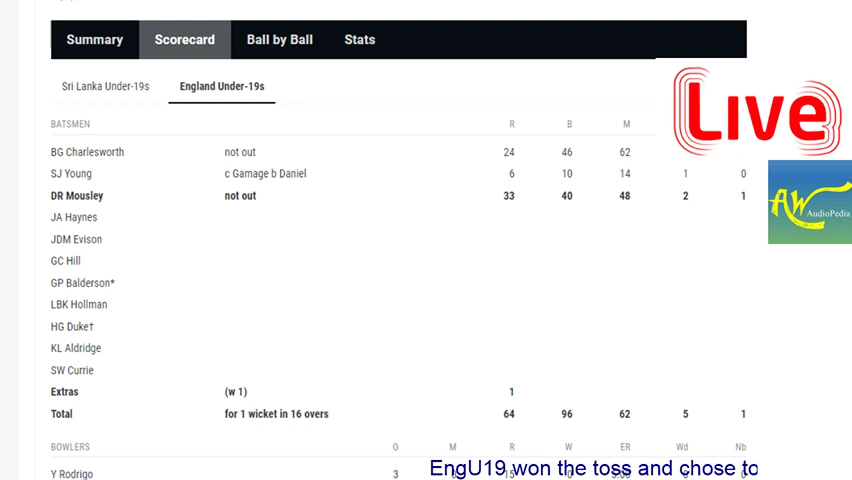 Summary Scorecard Ball by Ball Stats
Sri Lanka Under-19s England Under-19s
LIVE
BATSMEN R B M
BG Charlesworth not out 24 46 62
SJ Young c Gamage b Daniel 6 10 14 1 0
DR Mousley not out 33 40 48 2 1
AW AudioPedia
JA Haynes
JDM Evison
GC Hill
GP Balderson*
LBK Hollman
HG Duke†
KL Aldridge
SW Currie
Extras (w 1) 1
Total for 1 wicket in 16 overs 64 96 62 5 1
BOWLERS O M R W ER Wd Nb
Y Rodrigo 3
EngU19 won the toss and chose to